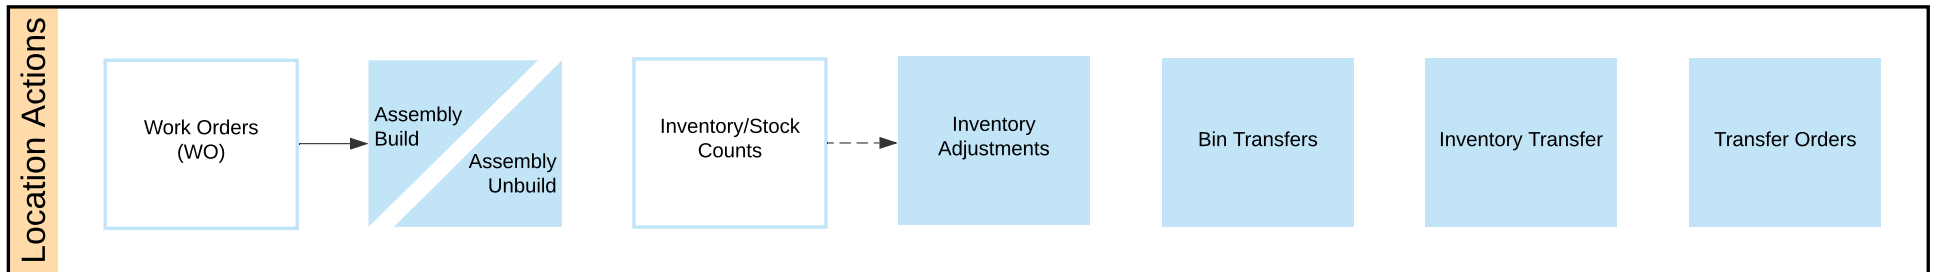 Location Actions
Work Orders
(WO)
Assembly
Build
Assembly
Unbuild
Inventory/Stock
Counts
Inventory
Adjustments
Bin Transfers
Inventory Transfer
Transfer Orders